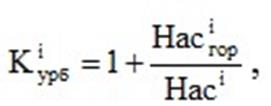 K^i_урб = 1 + Нас^i_гор / Нас^i ,